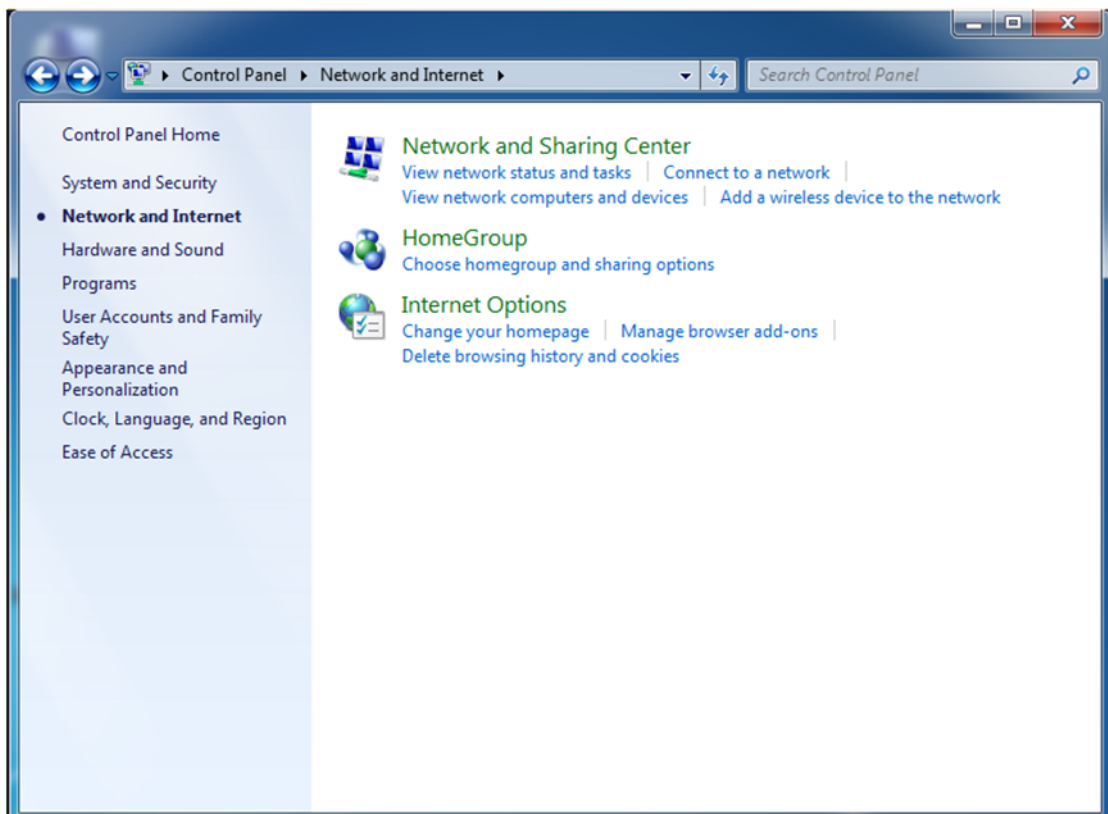 Control Panel ▸ Network and Internet ▸
Search Control Panel
Control Panel Home
System and Security
Network and Internet
Hardware and Sound
Programs
User Accounts and Family
Safety
Appearance and
Personalization
Clock, Language, and Region
Ease of Access
Network and Sharing Center
View network status and tasks | Connect to a network |
View network computers and devices | Add a wireless device to the network
HomeGroup
Choose homegroup and sharing options
Internet Options
Change your homepage | Manage browser add-ons |
Delete browsing history and cookies